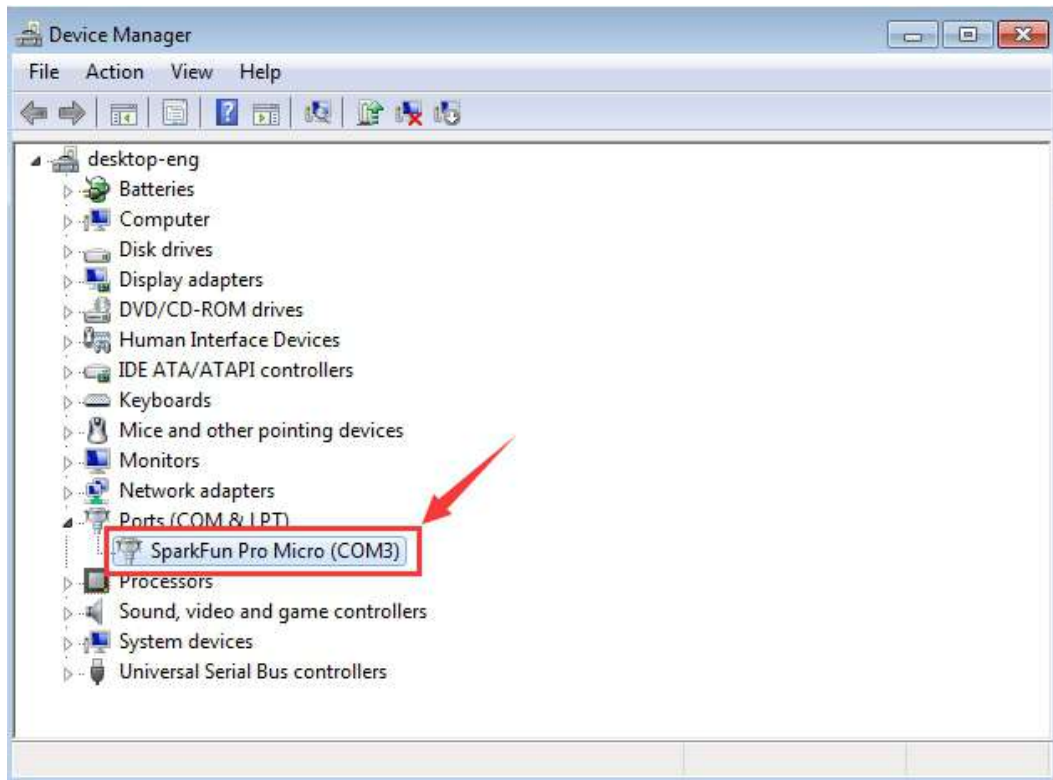 Device Manager
File Action View Help
desktop-eng
Batteries
Computer
Disk drives
Display adapters
DVD/CD-ROM drives
Human Interface Devices
IDE ATA/ATAPI controllers
Keyboards
Mice and other pointing devices
Monitors
Network adapters
Ports (COM & LPT)
SparkFun Pro Micro (COM3)
Processors
Sound, video and game controllers
System devices
Universal Serial Bus controllers